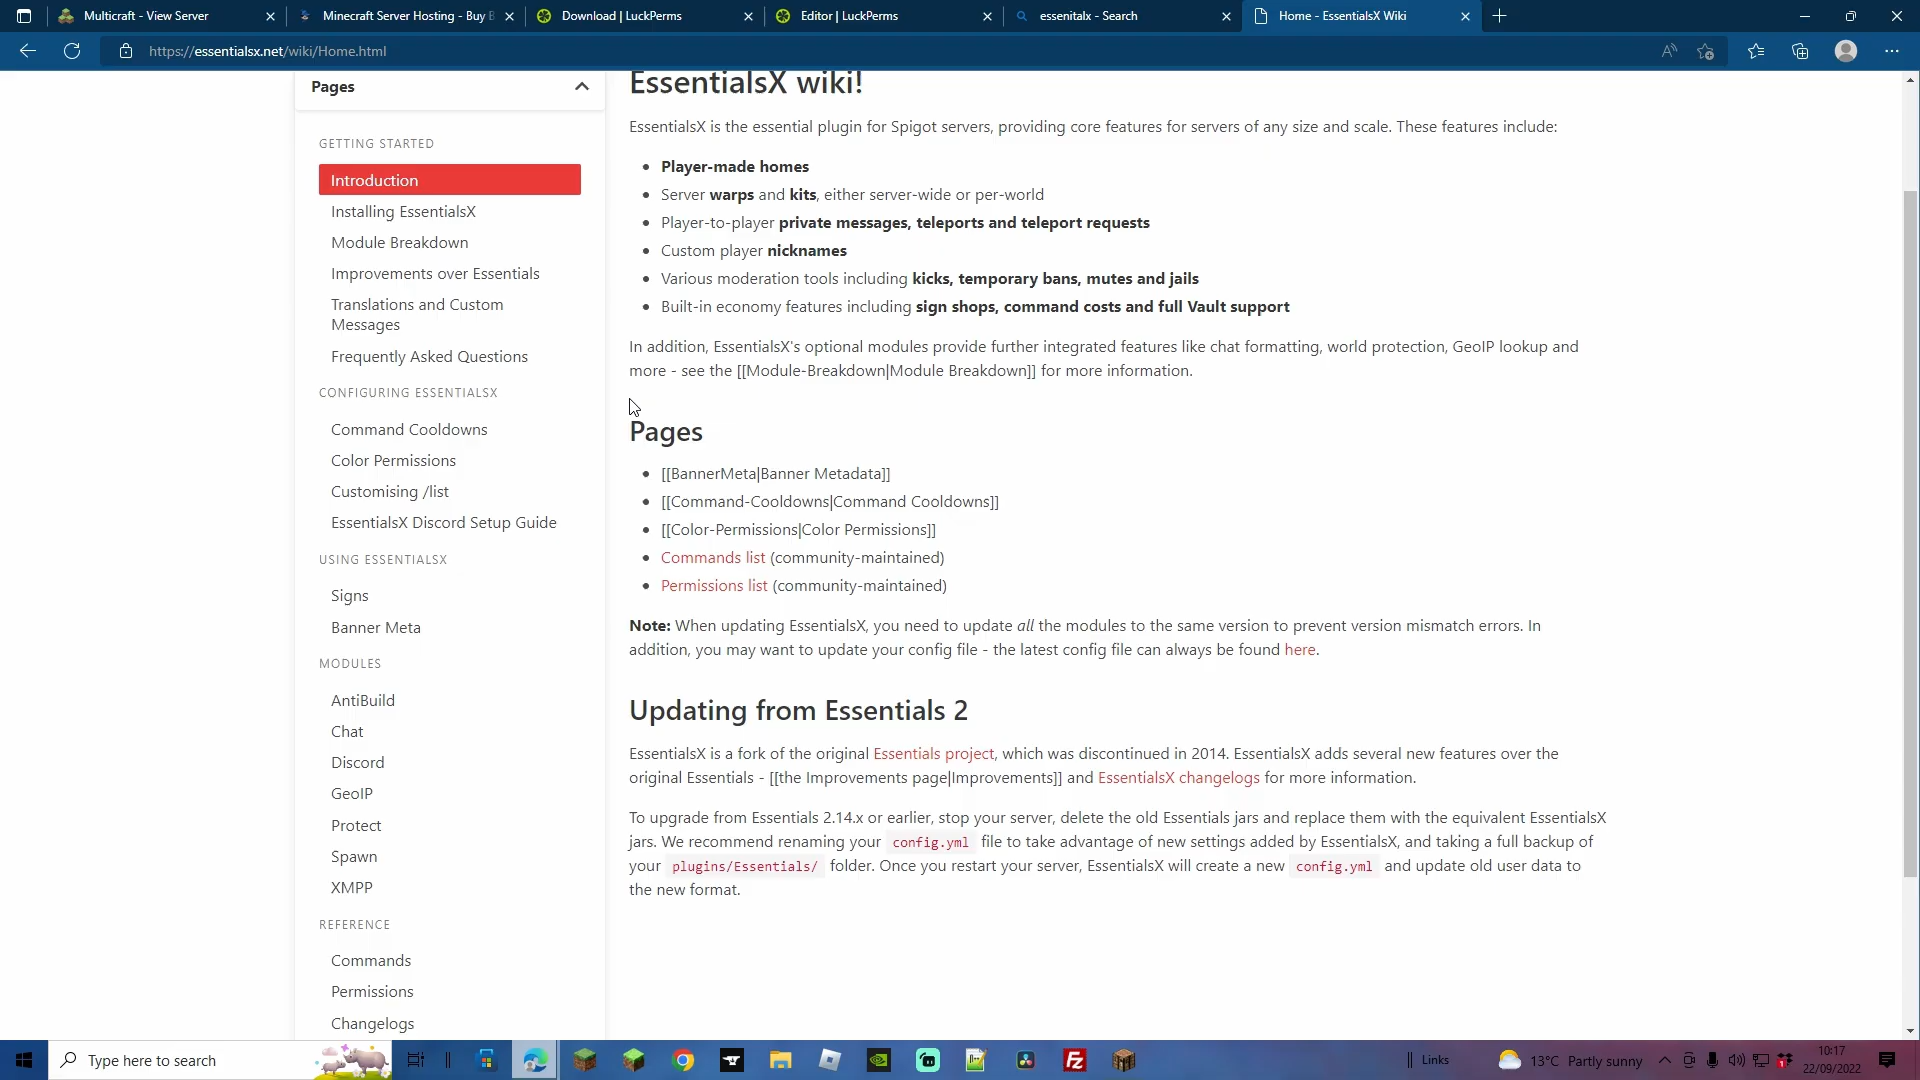 Multicraft - View Server
Minecraft Server Hosting - Buy B
Download | LuckPerms
Editor | LuckPerms
essenitalx - Search
Home - EssentialsX Wiki
https://essentialsx.net/wiki/Home.html
Pages
GETTING STARTED
Introduction
Installing EssentialsX
Module Breakdown
Improvements over Essentials
Translations and Custom
Messages
Frequently Asked Questions
CONFIGURING ESSENTIALSX
Command Cooldowns
Color Permissions
Customising /list
EssentialsX Discord Setup Guide
USING ESSENTIALSX
Signs
Banner Meta
MODULES
AntiBuild
Chat
Discord
GeoIP
Protect
Spawn
XMPP
REFERENCE
Commands
Permissions
Changelogs
EssentialsX wiki!
EssentialsX is the essential plugin for Spigot servers, providing core features for servers of any size and scale. These features include:
• Player-made homes
• Server warps and kits, either server-wide or per-world
• Player-to-player private messages, teleports and teleport requests
• Custom player nicknames
• Various moderation tools including kicks, temporary bans, mutes and jails
• Built-in economy features including sign shops, command costs and full Vault support
In addition, EssentialsX's optional modules provide further integrated features like chat formatting, world protection, GeoIP lookup and
more - see the [[Module-Breakdown|Module Breakdown]] for more information.
Pages
• [[BannerMeta|Banner Metadata]]
• [[Command-Cooldowns|Command Cooldowns]]
• [[Color-Permissions|Color Permissions]]
• Commands list (community-maintained)
• Permissions list (community-maintained)
Note: When updating EssentialsX, you need to update all the modules to the same version to prevent version mismatch errors. In
addition, you may want to update your config file - the latest config file can always be found here.
Updating from Essentials 2
EssentialsX is a fork of the original Essentials project, which was discontinued in 2014. EssentialsX adds several new features over the
original Essentials - [[the Improvements page|Improvements]] and EssentialsX changelogs for more information.
To upgrade from Essentials 2.14.x or earlier, stop your server, delete the old Essentials jars and replace them with the equivalent EssentialsX
jars. We recommend renaming your config.yml file to take advantage of new settings added by EssentialsX, and taking a full backup of
your plugins/Essentials/ folder. Once you restart your server, EssentialsX will create a new config.yml and update old user data to
the new format.
Type here to search
Links
13°C Partly sunny
10:17
22/09/2022